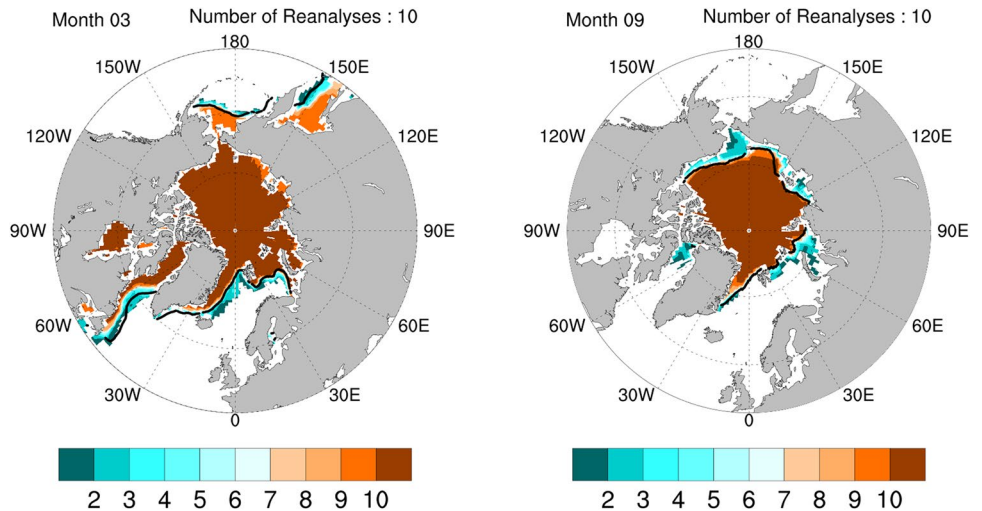 Month 03 Number of Reanalyses : 10
180
150W 150E
120W 120E
90W 90E
60W 60E
30W 30E
0
2 3 4 5 6 7 8 9 10
Month 09 Number of Reanalyses : 10
180
150W 150E
120W 120E
90W 90E
60W 60E
30W 30E
0
2 3 4 5 6 7 8 9 10